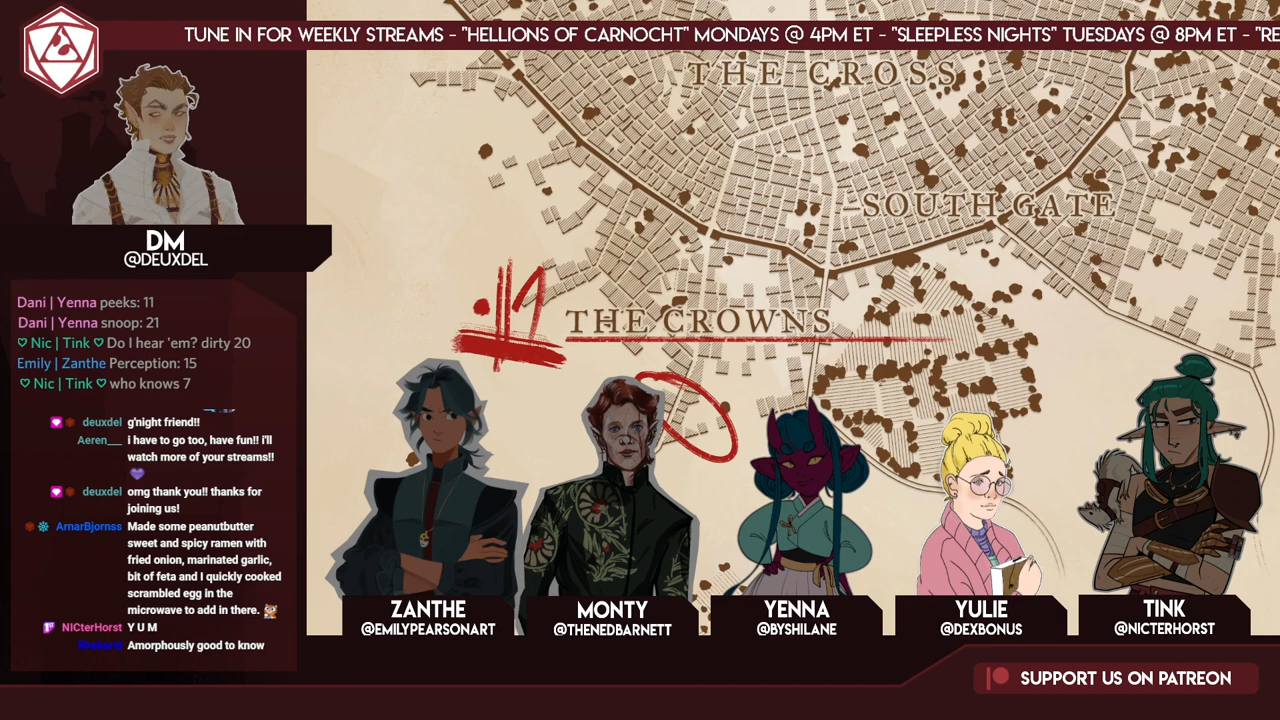 TUNE IN FOR WEEKLY STREAMS - "HELLIONS OF CARNOCHT" MONDAYS @ 4PM ET - "SLEEPLESS NIGHTS" TUESDAYS @ 8PM ET - "RE
THE CROSS
SOUTH GATE
THE CROWNS
DM
@DEUXDEL
Dani | Yenna peeks: 11
Dani | Yenna snoop: 21
♡ Nic | Tink ♡ Do I hear 'em? dirty 20
Emily | Zanthe Perception: 15
♡ Nic | Tink ♡ who knows 7
deuxdel g'night friend!!
Aeren___ i have to go too, have fun!! i'll
watch more of your streams!!
💜
deuxdel omg thank you!! thanks for
joining us!
ArnarBjornss Made some peanutbutter
sweet and spicy ramen with
fried onion, marinated garlic,
bit of feta and I quickly cooked
scrambled egg in the
microwave to add in there.
NICterHorst Y U M
Amorphously good to know
ZANTHE
@EMILYPEARSONART
MONTY
@THENEDBARNETT
YENNA
@BYSHILANE
YULIE
@DEXBONUS
TINK
@NICTERHORST
SUPPORT US ON PATREON